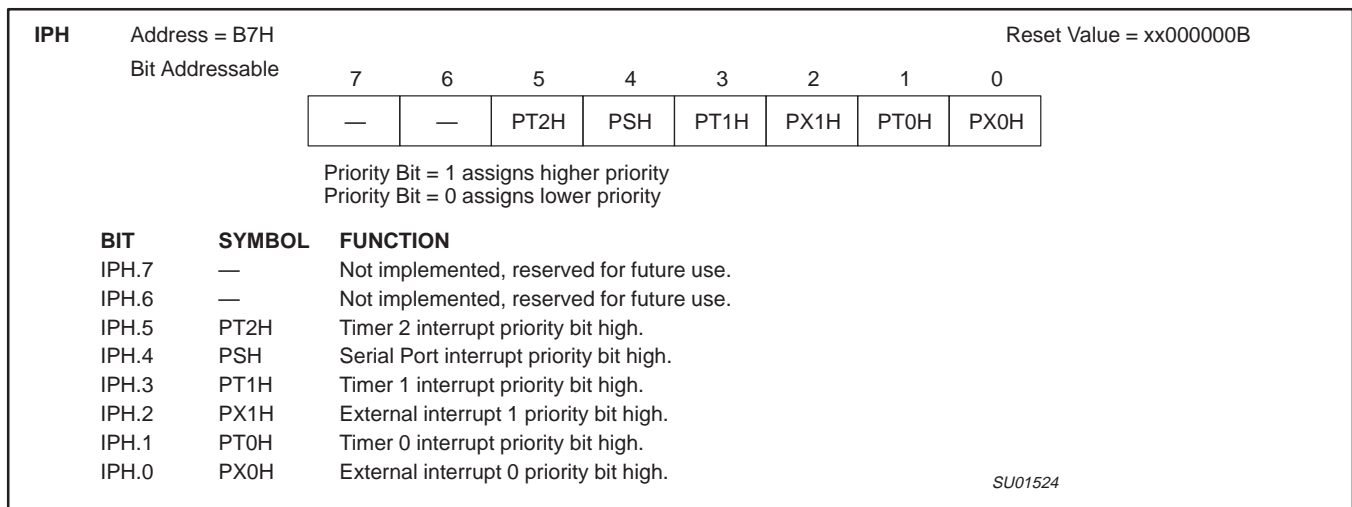 IPH Address = B7H Reset Value = xx000000B
Bit Addressable
7 6 5 4 3 2 1 0
— — PT2H PSH PT1H PX1H PT0H PX0H
Priority Bit = 1 assigns higher priority
Priority Bit = 0 assigns lower priority
BIT SYMBOL FUNCTION
IPH.7 — Not implemented, reserved for future use.
IPH.6 — Not implemented, reserved for future use.
IPH.5 PT2H Timer 2 interrupt priority bit high.
IPH.4 PSH Serial Port interrupt priority bit high.
IPH.3 PT1H Timer 1 interrupt priority bit high.
IPH.2 PX1H External interrupt 1 priority bit high.
IPH.1 PT0H Timer 0 interrupt priority bit high.
IPH.0 PX0H External interrupt 0 priority bit high.
SU01524